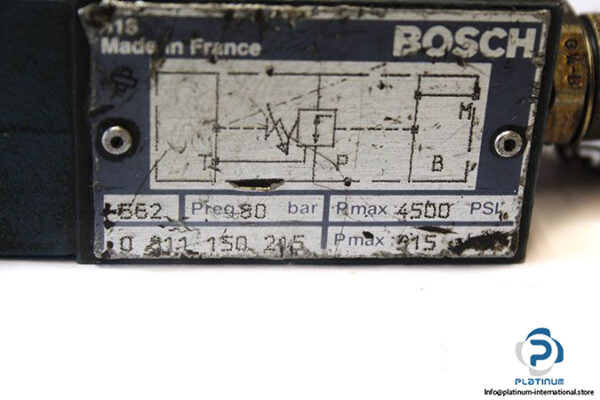 Made in France
BOSCH
M
T P B
Preg. 80 bar Pmax 4500 PSI
0 811 150 215 Pmax 315
PLATINUM
Info@platinum-international.store